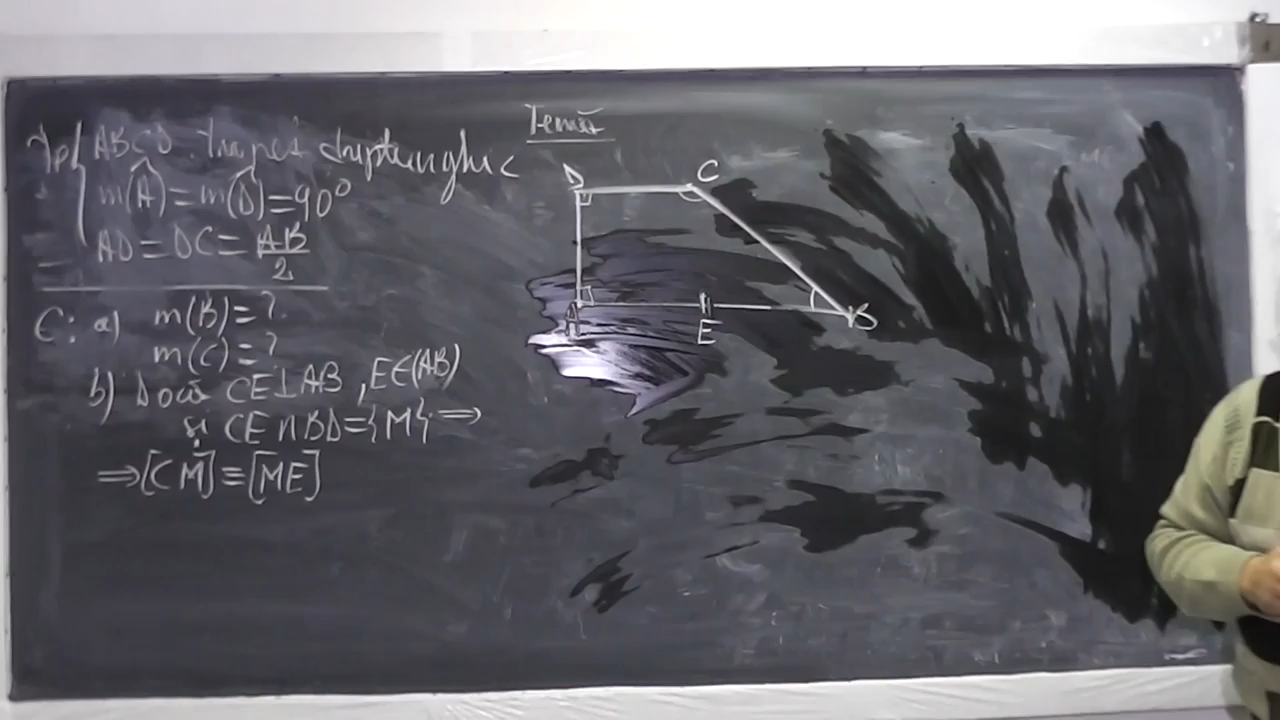 Temă
Ip{ ABCD trapez dreptunghic
m(Â)=m(D̂)=90°
AD=DC=AB/2
C: a) m(B)=?
m(C)=?
b) Dacă CE⊥AB, E∈(AB)
și CE∩BD={M} ⇒
⇒[CM]≡[ME]
D C
A E B